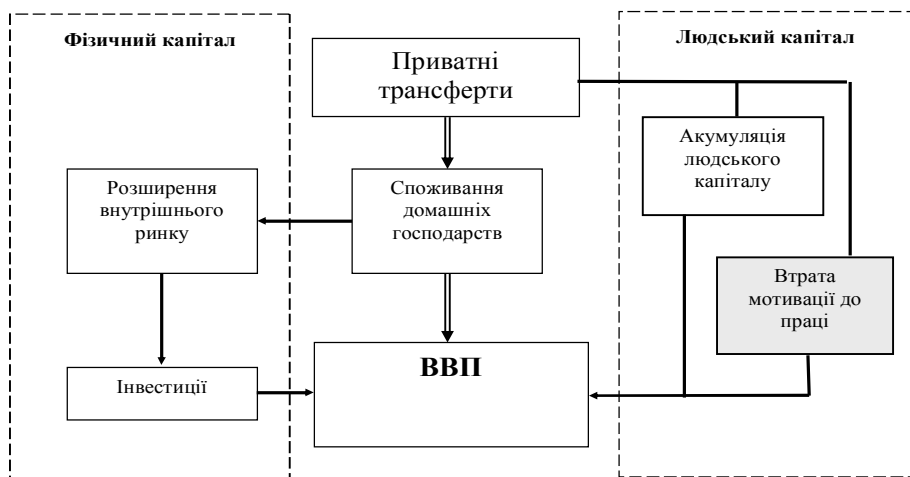 Фізичний капітал
Людський капітал
Приватні
трансферти
Акумуляція
людського
капіталу
Розширення
внутрішнього
ринку
Споживання
домашніх
господарств
Втрата
мотивації до
праці
Інвестиції
ВВП